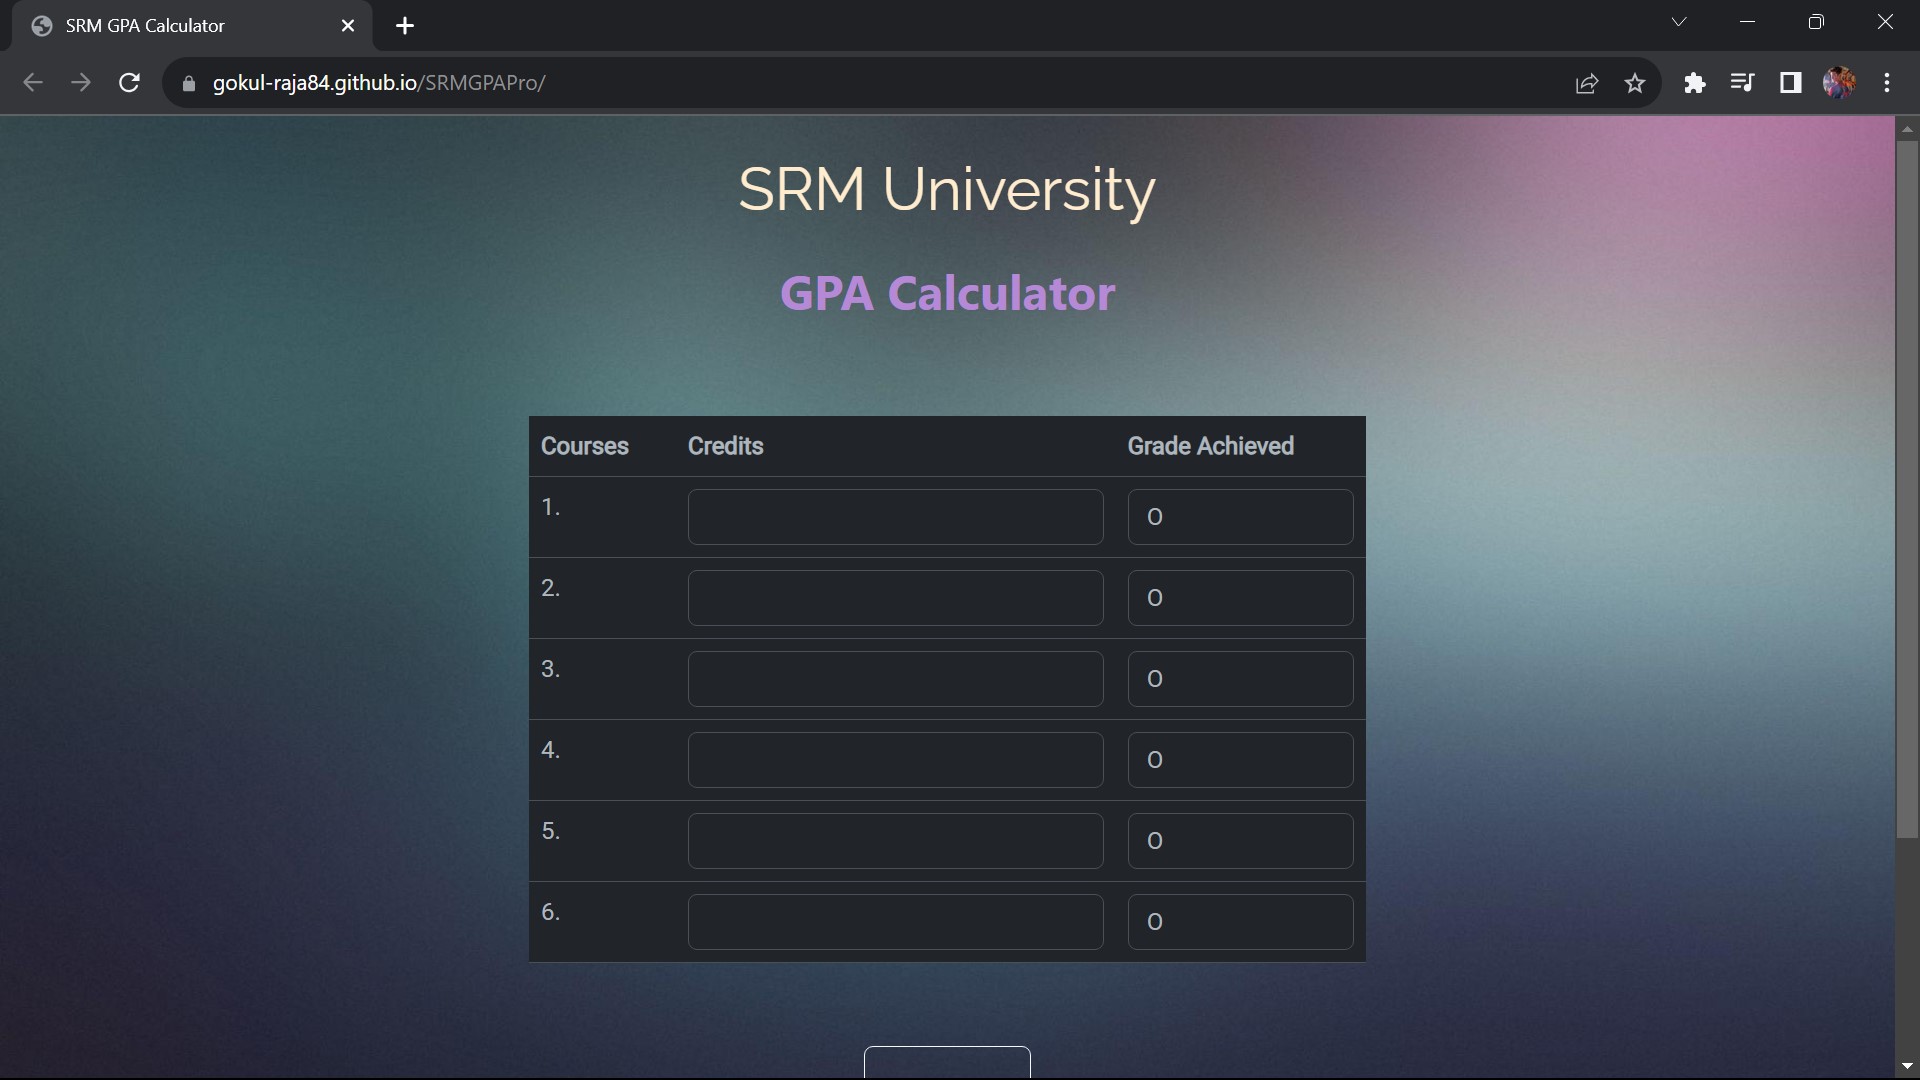 SRM GPA Calculator
gokul-raja84.github.io/SRMGPAPro/
SRM University
GPA Calculator
Courses Credits Grade Achieved
1. O
2. O
3. O
4. O
5. O
6. O